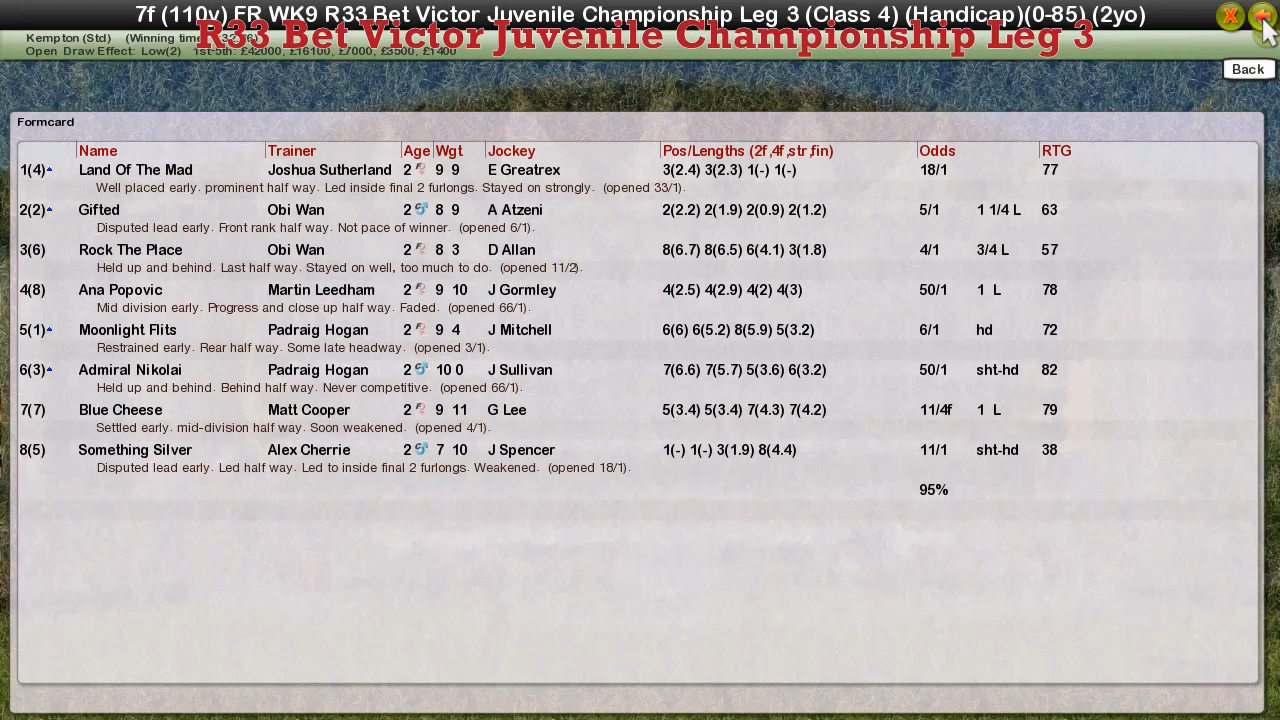 7f (110y) FR WK9 R33 Bet Victor Juvenile Championship Leg 3 (Class 4) (Handicap)(0-85) (2yo)
R33 Bet Victor Juvenile Championship Leg 3
Kempton (Std) (Winning time
Open Draw Effect: Low(2) 1st-5th: £42000, £16100, £7000, £3500, £1400
Back
Formcard
Name Trainer Age Wgt Jockey Pos/Lengths (2f,4f,str,fin) Odds RTG
1(4) Land Of The Mad Joshua Sutherland 2 9 9 E Greatrex 3(2.4) 3(2.3) 1(-) 1(-) 18/1 77
Well placed early. prominent half way. Led inside final 2 furlongs. Stayed on strongly. (opened 33/1).
2(2) Gifted Obi Wan 2 8 9 A Atzeni 2(2.2) 2(1.9) 2(0.9) 2(1.2) 5/1 1 1/4 L 63
Disputed lead early. Front rank half way. Not pace of winner. (opened 6/1).
3(6) Rock The Place Obi Wan 2 8 3 D Allan 8(6.7) 8(6.5) 6(4.1) 3(1.8) 4/1 3/4 L 57
Held up and behind. Last half way. Stayed on well, too much to do. (opened 11/2).
4(8) Ana Popovic Martin Leedham 2 9 10 J Gormley 4(2.5) 4(2.9) 4(2) 4(3) 50/1 1 L 78
Mid division early. Progress and close up half way. Faded. (opened 66/1).
5(1) Moonlight Flits Padraig Hogan 2 9 4 J Mitchell 6(6) 6(5.2) 8(5.9) 5(3.2) 6/1 hd 72
Restrained early. Rear half way. Some late headway. (opened 3/1).
6(3) Admiral Nikolai Padraig Hogan 2 10 0 J Sullivan 7(6.6) 7(5.7) 5(3.6) 6(3.2) 50/1 sht-hd 82
Held up and behind. Behind half way. Never competitive. (opened 66/1).
7(7) Blue Cheese Matt Cooper 2 9 11 G Lee 5(3.4) 5(3.4) 7(4.3) 7(4.2) 11/4f 1 L 79
Settled early. mid-division half way. Soon weakened. (opened 4/1).
8(5) Something Silver Alex Cherrie 2 7 10 J Spencer 1(-) 1(-) 3(1.9) 8(4.4) 11/1 sht-hd 38
Disputed lead early. Led half way. Led to inside final 2 furlongs. Weakened. (opened 18/1).
95%